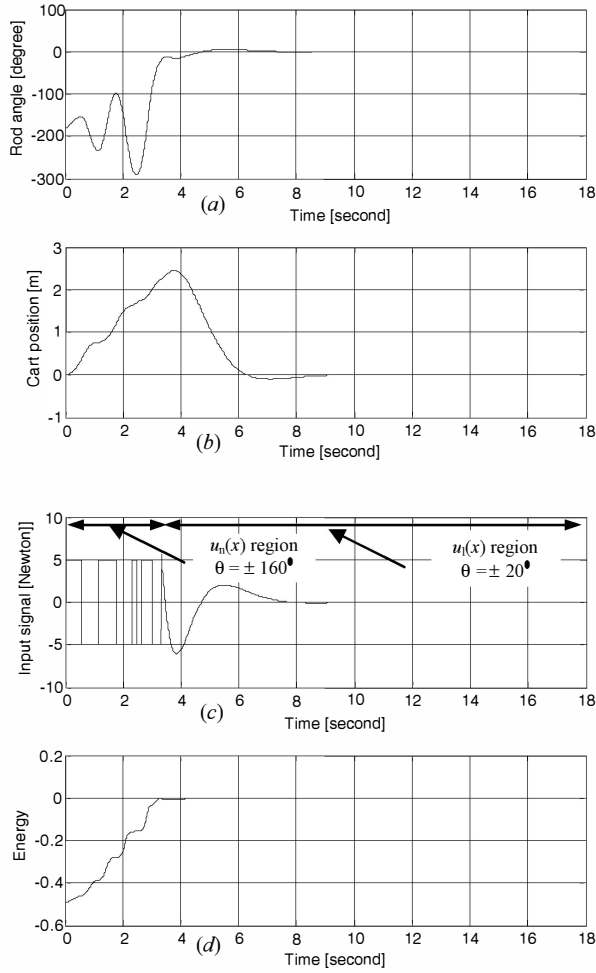 100
0
-100
-200
-300
Rod angle [degree]
0 2 4 6 8 10 12 14 16 18
(a)
Time [second]
3
2
1
0
-1
Cart position [m]
0 2 4 6 8 10 12 14 16 18
(b)
Time [second]
10
5
0
-5
-10
Input signal [Newton]]
un(x) region
θ = ± 160°
ul(x) region
θ = ± 20°
0 2 4 6 8 10 12 14 16 18
(c)
Time [second]
0.2
0
-0.2
-0.4
-0.6
Energy
0 2 4 6 8 10 12 14 16 18
(d)
Time [second]